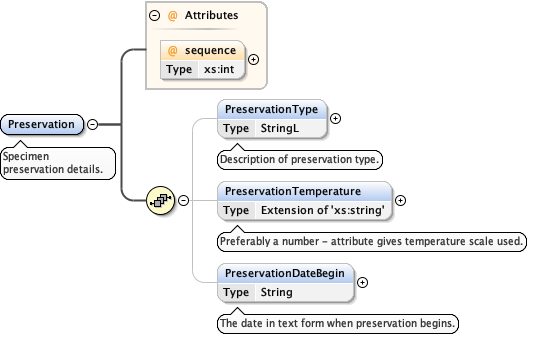 @ Attributes
@ sequence
Type xs:int
Preservation
Specimen
preservation details.
PreservationType
Type StringL
Description of preservation type.
PreservationTemperature
Type Extension of 'xs:string'
Preferably a number - attribute gives temperature scale used.
PreservationDateBegin
Type String
The date in text form when preservation begins.